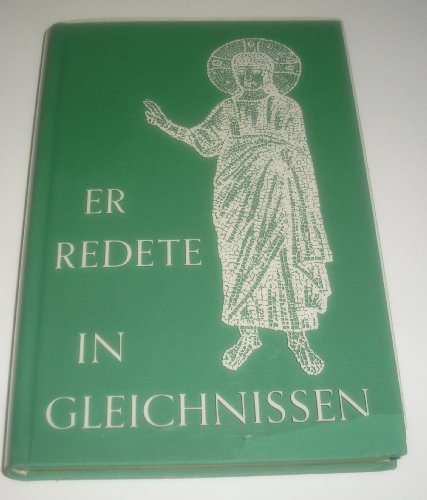 ER
REDETE
IN
GLEICHNISSEN